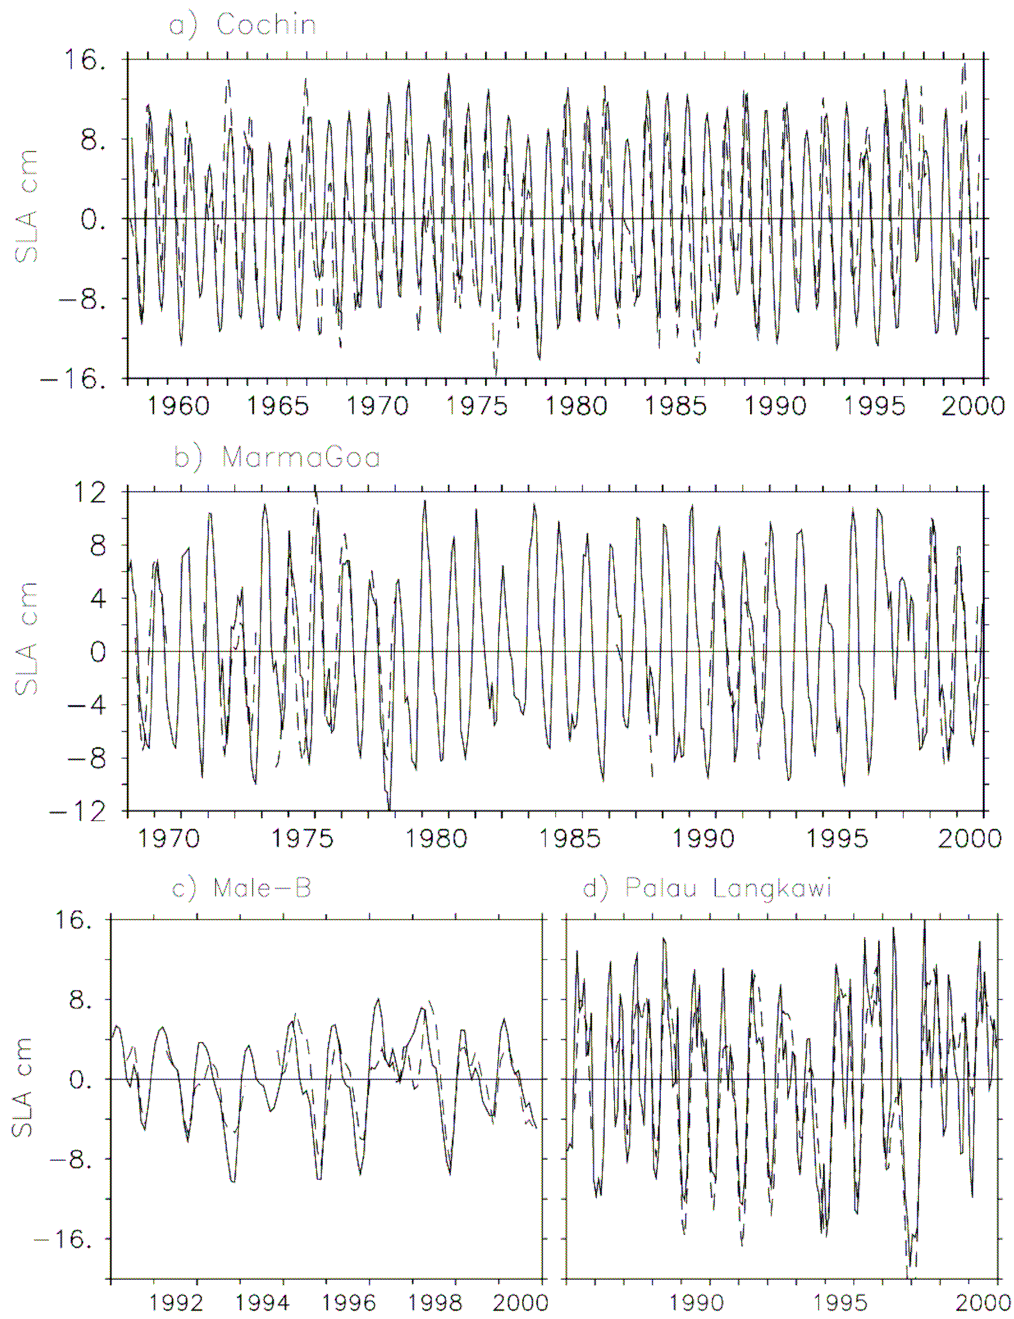 a) Cochin
16.
8.
0.
−8.
−16.
SLA cm
1960 1965 1970 1975 1980 1985 1990 1995 2000
b) MarmaGoa
12
8
4
0
−4
−8
−12
SLA cm
1970 1975 1980 1985 1990 1995 2000
c) Male−B d) Palau Langkawi
16.
8.
0.
−8.
−16.
SLA cm
1992 1994 1996 1998 2000 1990 1995 2000